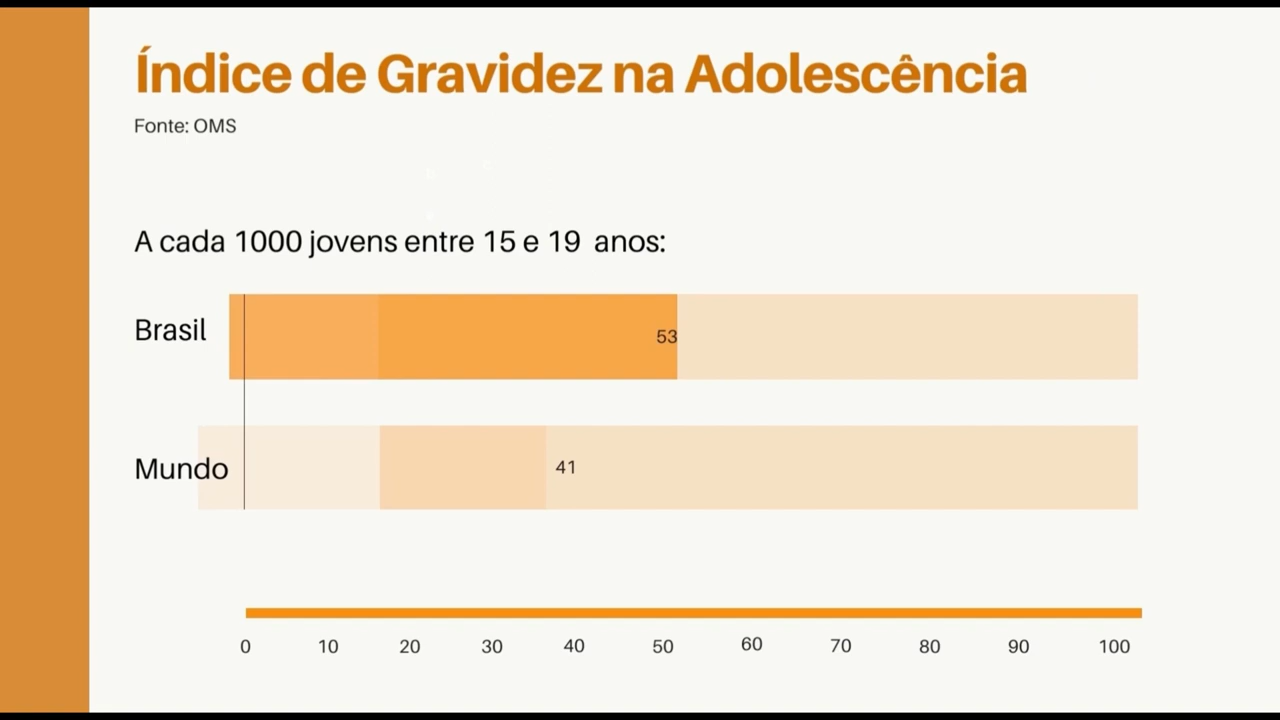 Índice de Gravidez na Adolescência
Fonte: OMS
A cada 1000 jovens entre 15 e 19 anos:
Brasil
53
Mundo
41
0 10 20 30 40 50 60 70 80 90 100